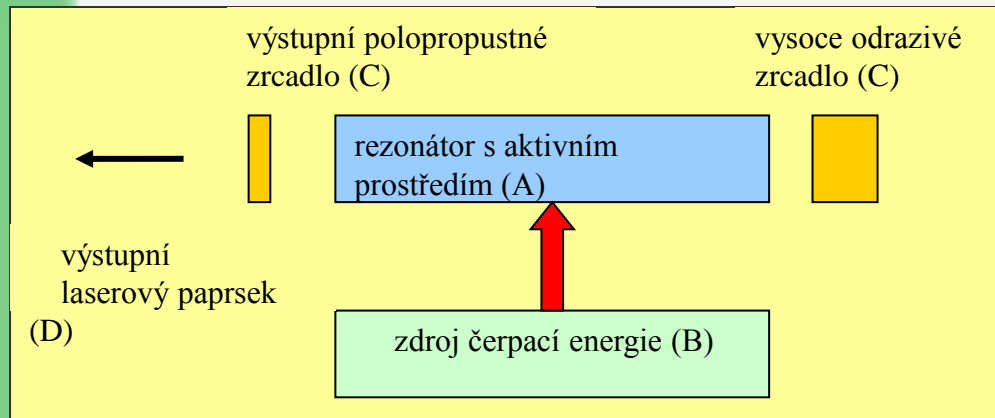 výstupní polopropustné
zrcadlo (C)
vysoce odrazivé
zrcadlo (C)
rezonátor s aktivním
prostředím (A)
výstupní
laserový paprsek
(D)
zdroj čerpací energie (B)